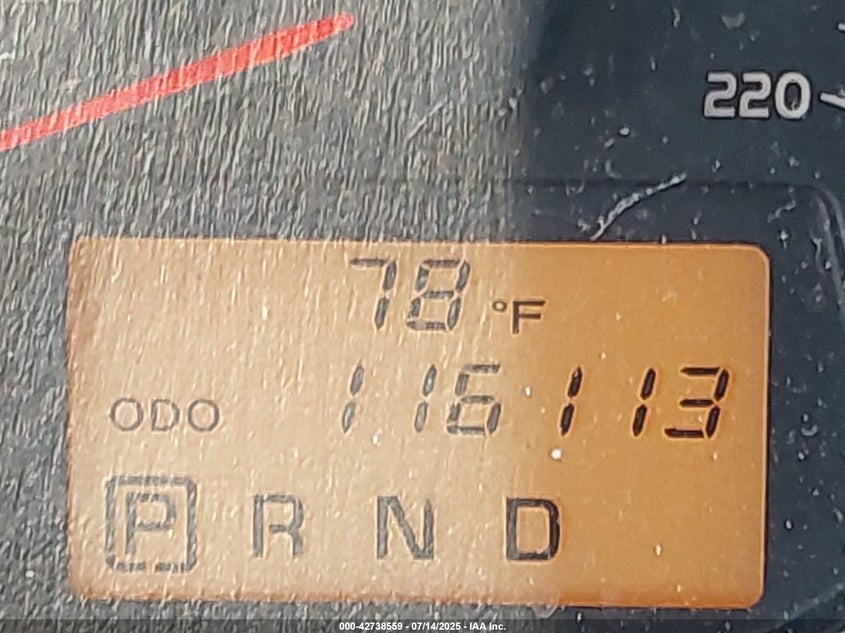 220
78 °F
ODO 116113
P R N D
000-42738559 - 07/14/2025 - IAA Inc.